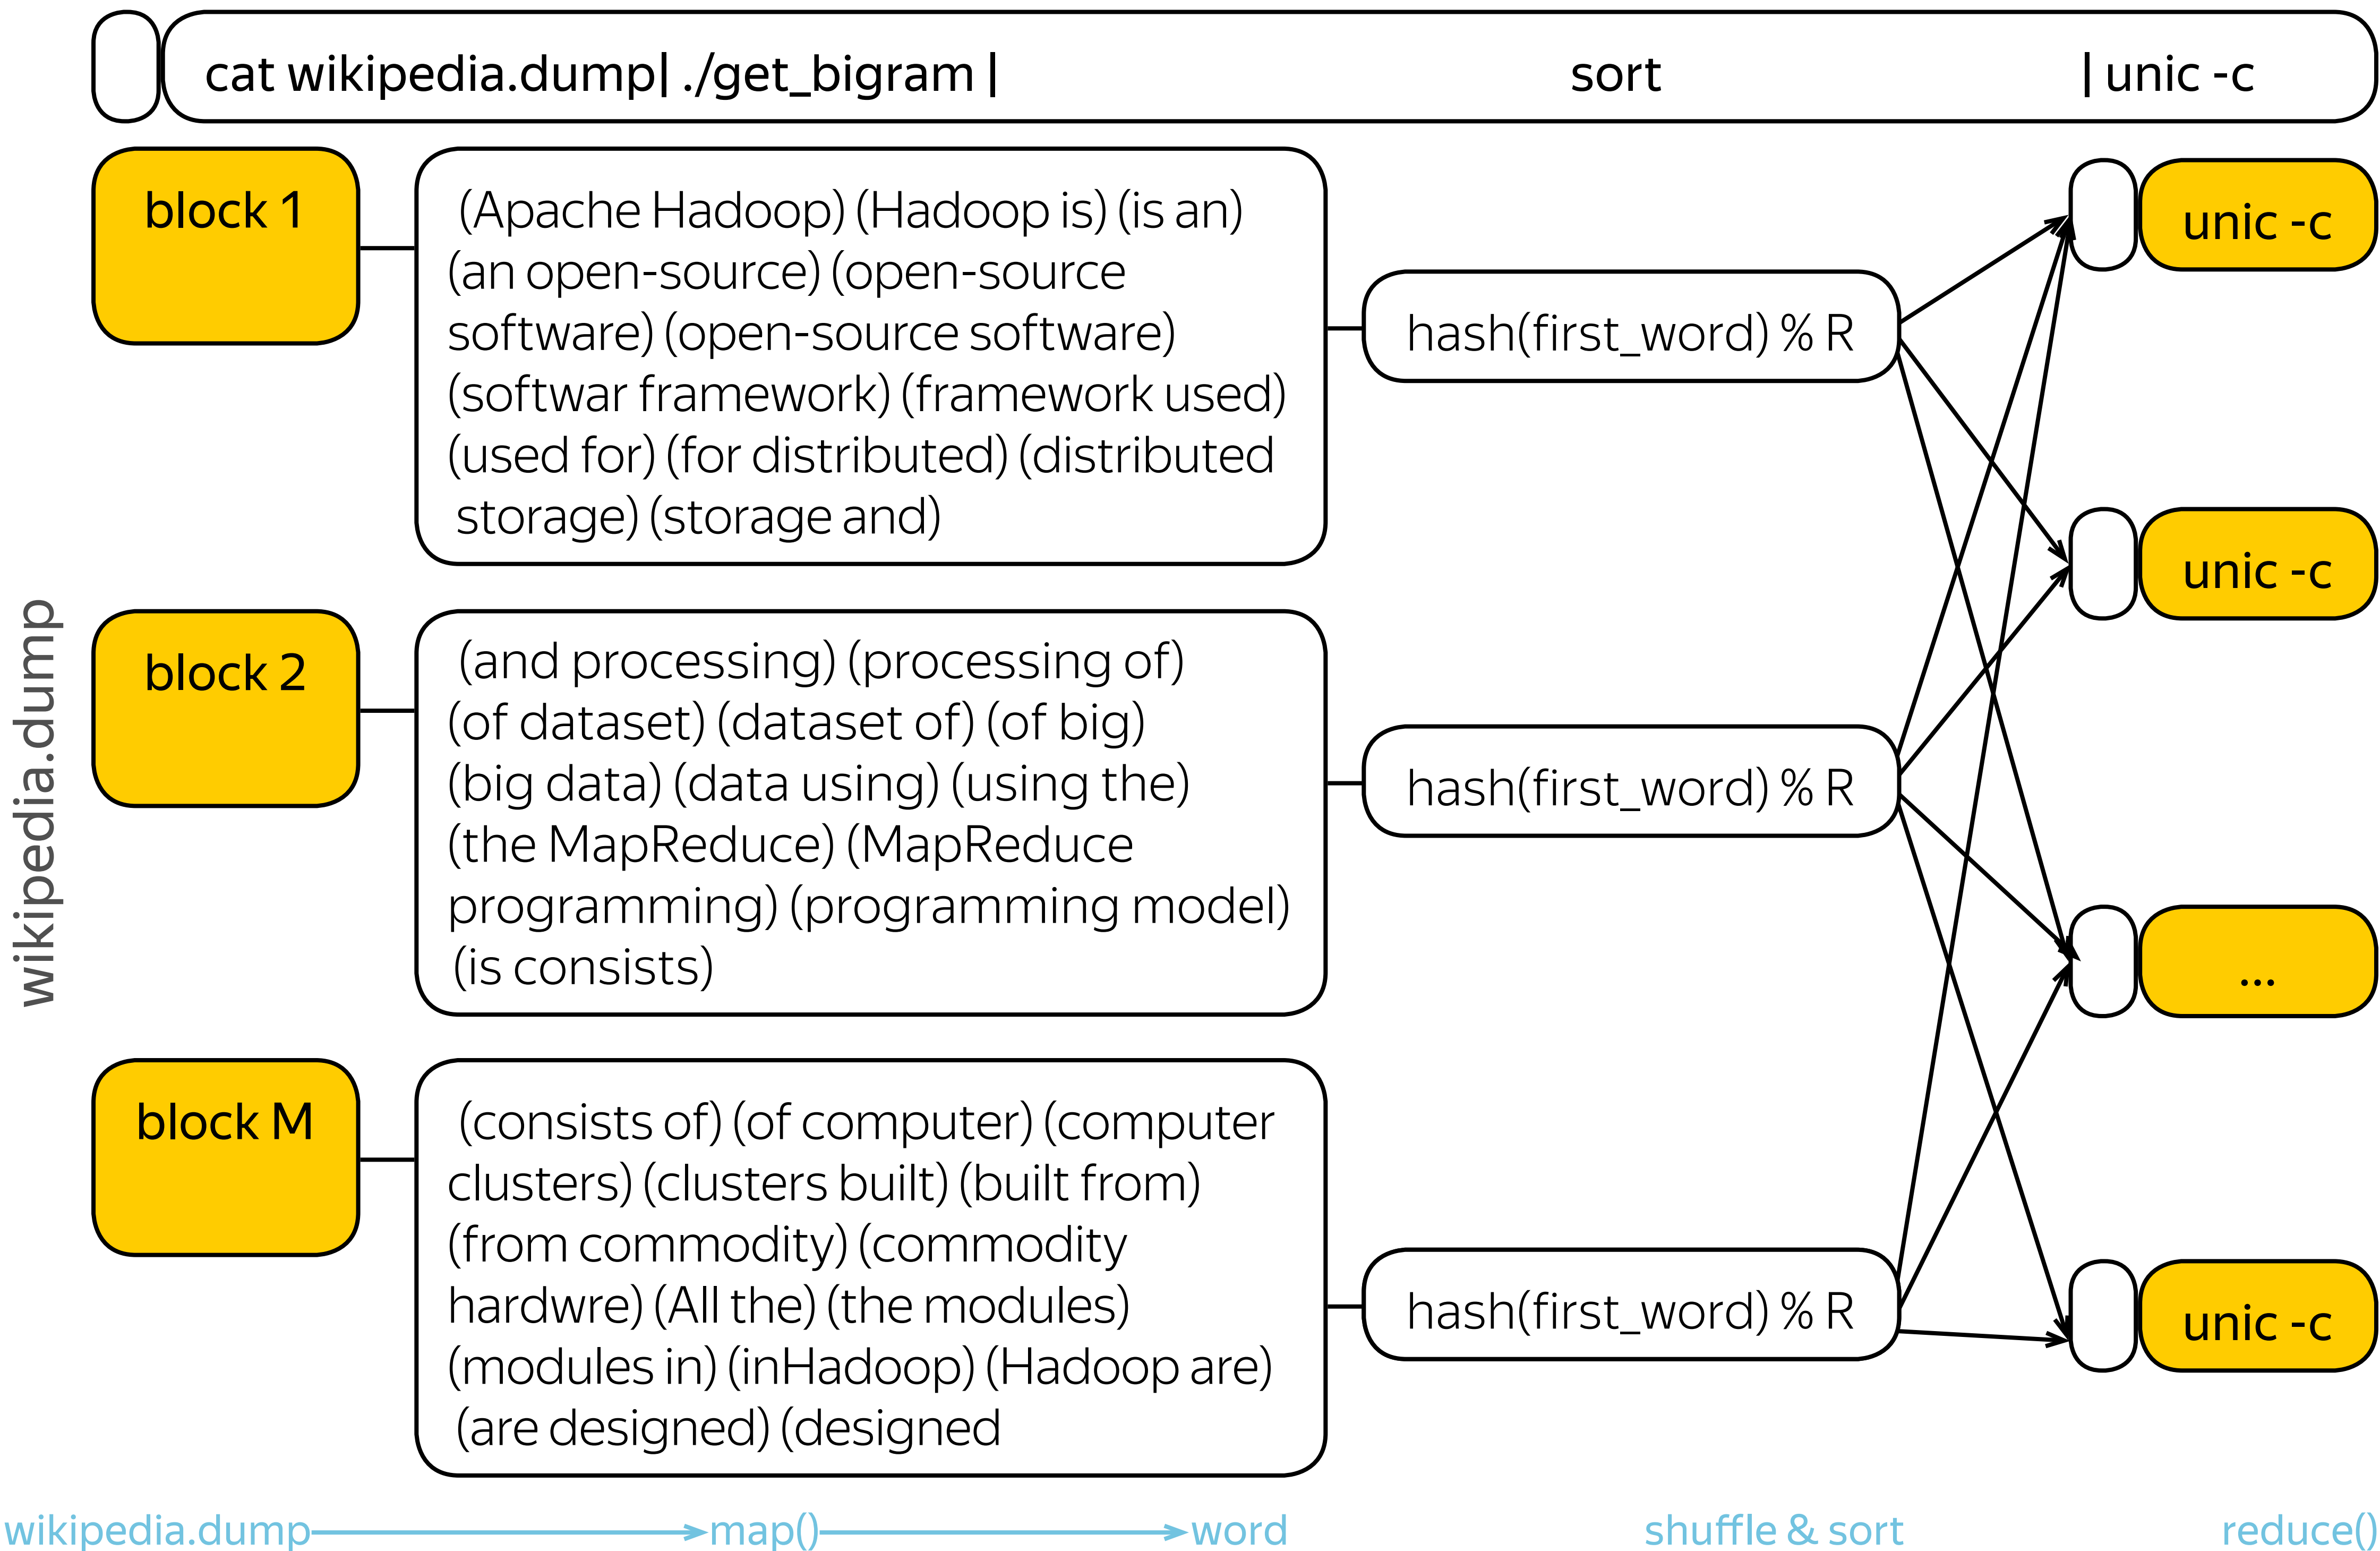 cat wikipedia.dump| ./get_bigram | sort | unic -c
wikipedia.dump
block 1
(Apache Hadoop) (Hadoop is) (is an)
(an open-source) (open-source
software) (open-source software)
(softwar framework) (framework used)
(used for) (for distributed) (distributed
storage) (storage and)
hash(first_word) % R
unic -c
unic -c
block 2
(and processing) (processing of)
(of dataset) (dataset of) (of big)
(big data) (data using) (using the)
(the MapReduce) (MapReduce
programming) (programming model)
(is consists)
hash(first_word) % R
...
block M
(consists of) (of computer) (computer
clusters) (clusters built) (built from)
(from commodity) (commodity
hardwre) (All the) (the modules)
(modules in) (inHadoop) (Hadoop are)
(are designed) (designed
hash(first_word) % R
unic -c
wikipedia.dump map() word shuffle & sort reduce()